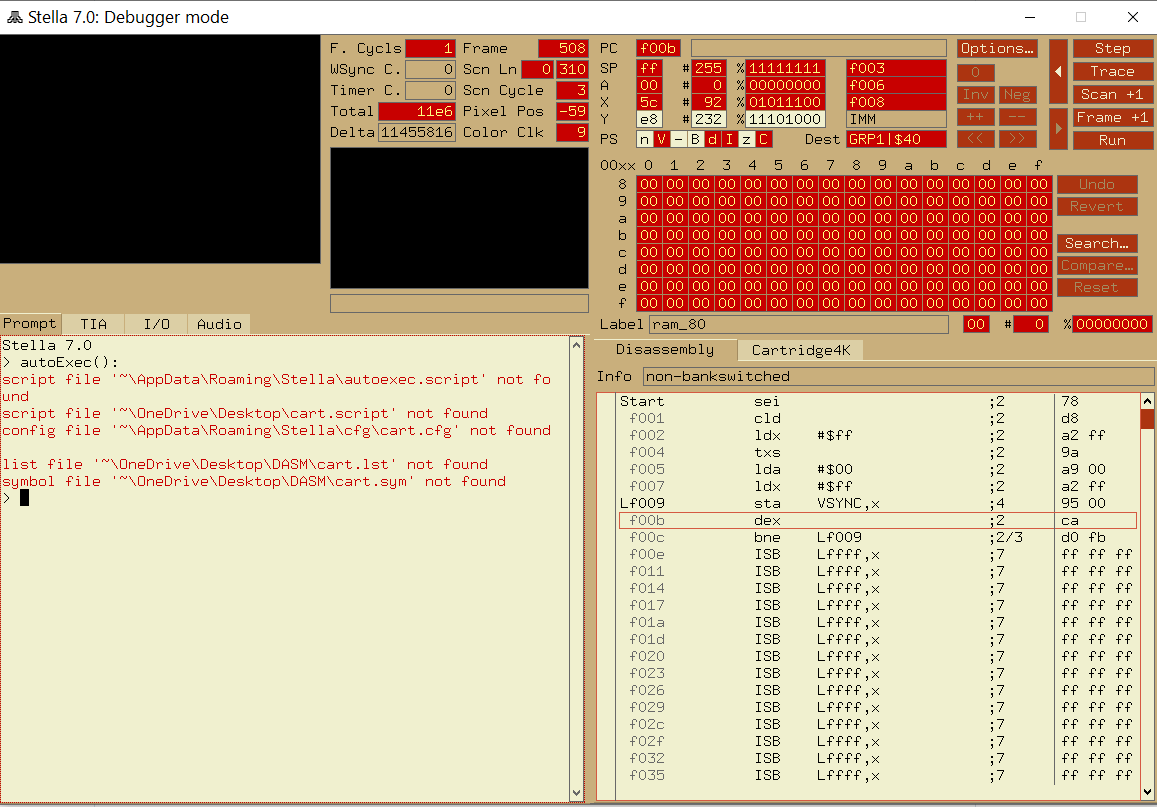 Stella 7.0: Debugger mode
F. Cycls 1 Frame 508
WSync C. 0 Scn Ln 0 310
Timer C. 0 Scn Cycle 3
Total 11e6 Pixel Pos -59
Delta 11455816 Color Clk 9
PC f00b
SP ff #255 %11111111 f003
A 00 # 0 %00000000 f006
X 5c # 92 %01011100 f008
Y e8 #232 %11101000 IMM
PS n V - B d I z C Dest GRP1|$40
Options…
0
Inv Neg
++ --
<< >>
Step
Trace
Scan +1
Frame +1
Run
00xx 0 1 2 3 4 5 6 7 8 9 a b c d e f
8 00 00 00 00 00 00 00 00 00 00 00 00 00 00 00 00
9 00 00 00 00 00 00 00 00 00 00 00 00 00 00 00 00
a 00 00 00 00 00 00 00 00 00 00 00 00 00 00 00 00
b 00 00 00 00 00 00 00 00 00 00 00 00 00 00 00 00
c 00 00 00 00 00 00 00 00 00 00 00 00 00 00 00 00
d 00 00 00 00 00 00 00 00 00 00 00 00 00 00 00 00
e 00 00 00 00 00 00 00 00 00 00 00 00 00 00 00 00
f 00 00 00 00 00 00 00 00 00 00 00 00 00 00 00 00
Undo
Revert
Search…
Compare…
Reset
Label ram_80 00 # 0 %00000000
Prompt TIA I/O Audio
Stella 7.0
> autoExec():
script file '~\AppData\Roaming\Stella\autoexec.script' not fo
und
script file '~\OneDrive\Desktop\cart.script' not found
config file '~\AppData\Roaming\Stella\cfg\cart.cfg' not found
list file '~\OneDrive\Desktop\DASM\cart.lst' not found
symbol file '~\OneDrive\Desktop\DASM\cart.sym' not found
>
Disassembly Cartridge4K
Info non-bankswitched
Start sei ;2 78
f001 cld ;2 d8
f002 ldx #$ff ;2 a2 ff
f004 txs ;2 9a
f005 lda #$00 ;2 a9 00
f007 ldx #$ff ;2 a2 ff
Lf009 sta VSYNC,x ;4 95 00
f00b dex ;2 ca
f00c bne Lf009 ;2/3 d0 fb
f00e ISB Lffff,x ;7 ff ff ff
f011 ISB Lffff,x ;7 ff ff ff
f014 ISB Lffff,x ;7 ff ff ff
f017 ISB Lffff,x ;7 ff ff ff
f01a ISB Lffff,x ;7 ff ff ff
f01d ISB Lffff,x ;7 ff ff ff
f020 ISB Lffff,x ;7 ff ff ff
f023 ISB Lffff,x ;7 ff ff ff
f026 ISB Lffff,x ;7 ff ff ff
f029 ISB Lffff,x ;7 ff ff ff
f02c ISB Lffff,x ;7 ff ff ff
f02f ISB Lffff,x ;7 ff ff ff
f032 ISB Lffff,x ;7 ff ff ff
f035 ISB Lffff,x ;7 ff ff ff